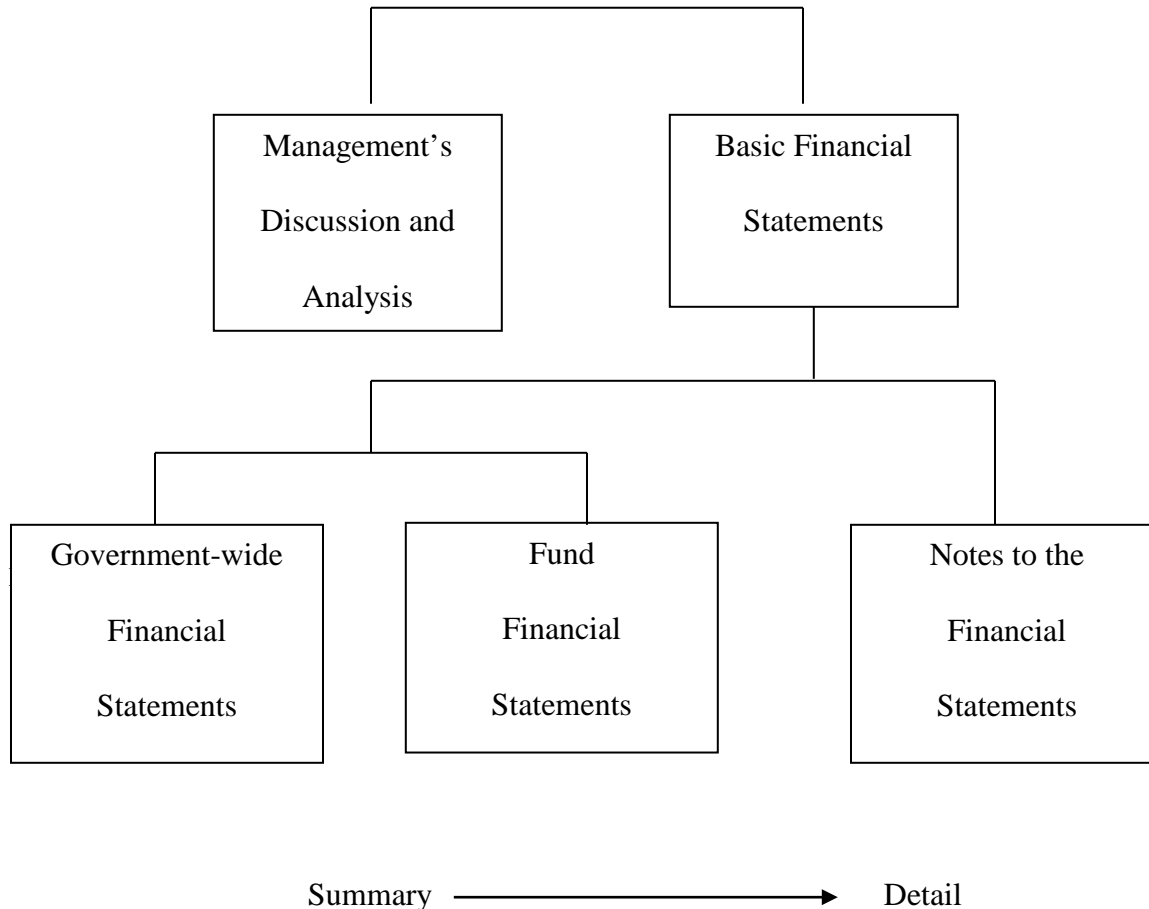 Management’s
Discussion and
Analysis
Basic Financial
Statements
Government-wide
Financial
Statements
Fund
Financial
Statements
Notes to the
Financial
Statements
Summary
Detail